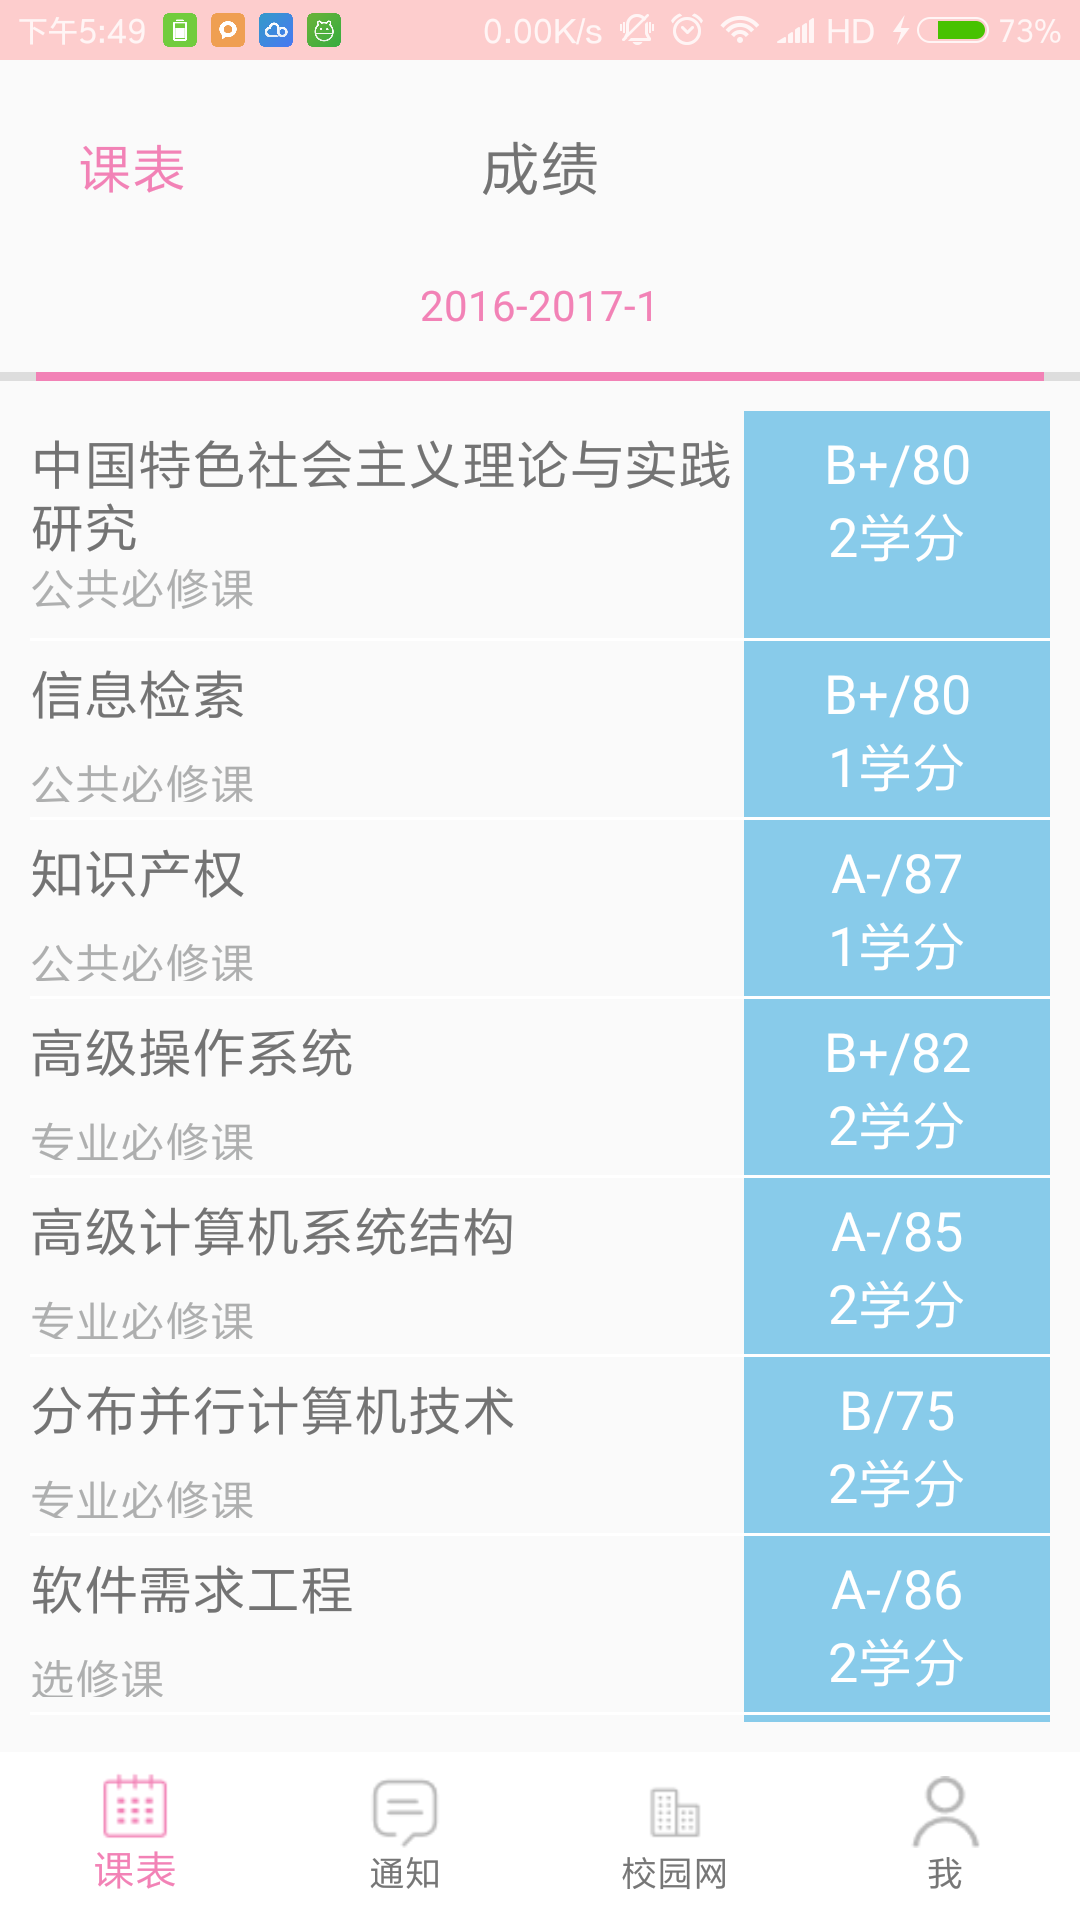 下午5:49 0.00K/s HD 73%
课表 成绩
2016-2017-1
中国特色社会主义理论与实践
研究
公共必修课
B+/80
2学分
信息检索
公共必修课
B+/80
1学分
知识产权
公共必修课
A-/87
1学分
高级操作系统
专业必修课
B+/82
2学分
高级计算机系统结构
专业必修课
A-/85
2学分
分布并行计算机技术
专业必修课
B/75
2学分
软件需求工程
选修课
A-/86
2学分
课表 通知 校园网 我